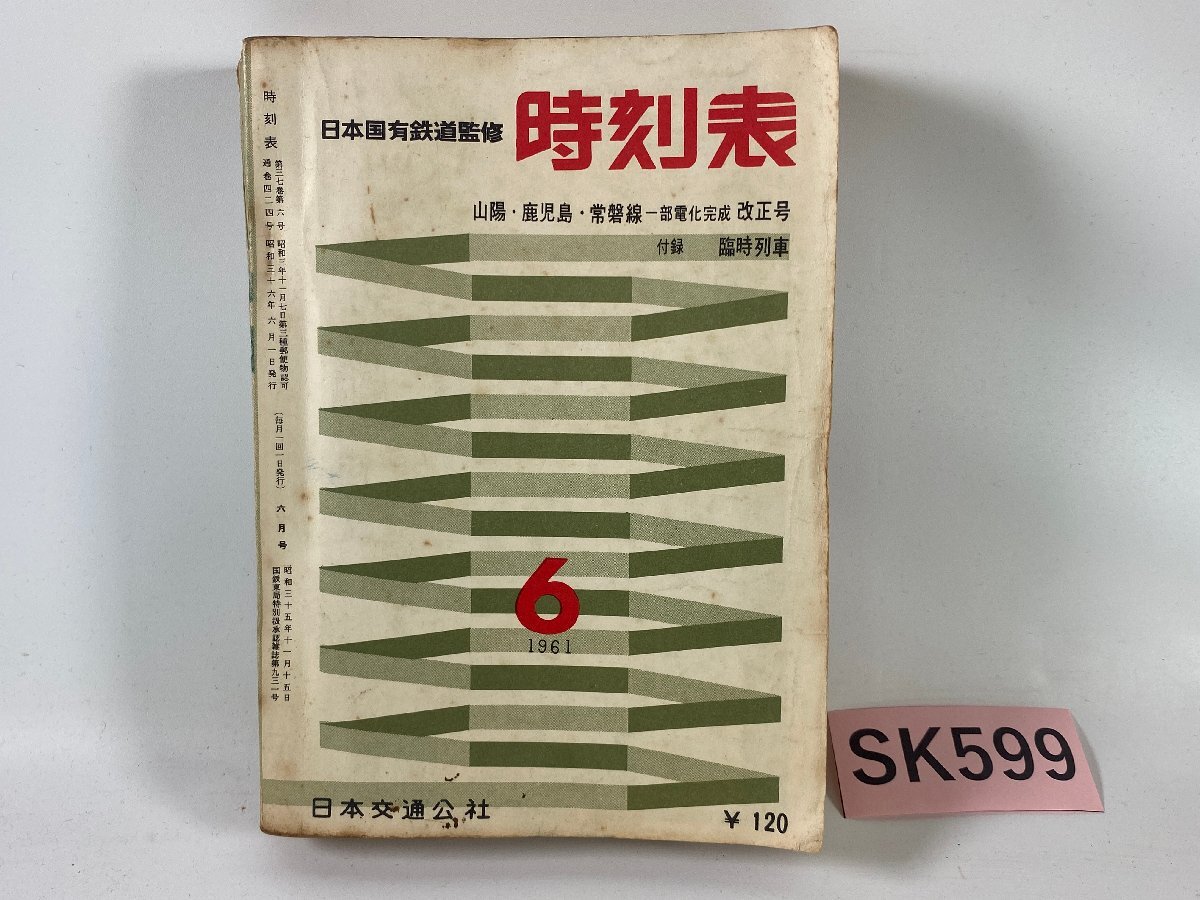 日本国有鉄道監修 時刻表
山陽・鹿児島・常磐線一部電化完成 改正号
付録 臨時列車
6
1961
日本交通公社
¥ 120
時刻表
第三七巻第六号 昭和三年十一月七日第三種郵便物認可
通巻四二四号 昭和三十六年六月一日発行
(毎月一回一日発行)
六月号
昭和三十五年十一月十五日
国鉄東局特別扱承認雑誌第九三一号
SK599